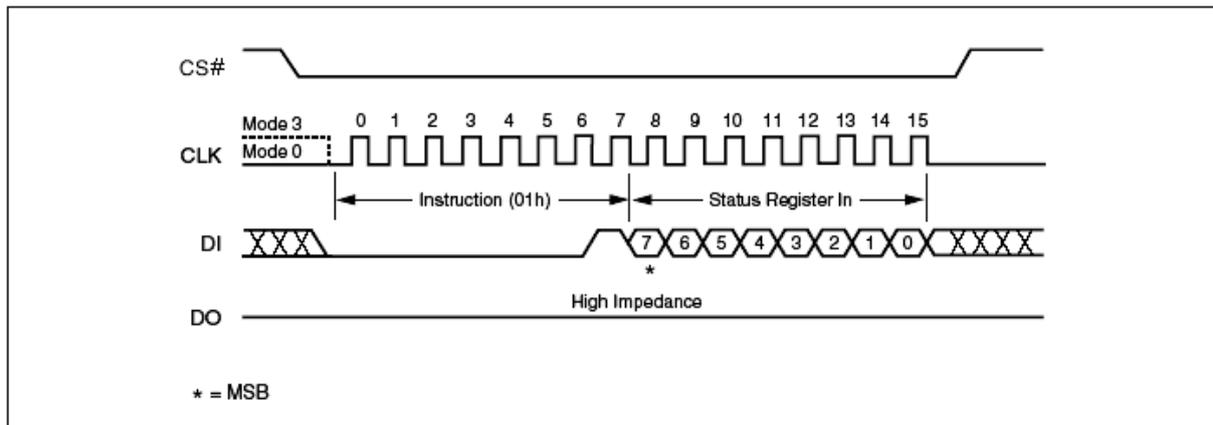 CS#
Mode 3
0 1 2 3 4 5 6 7 8 9 10 11 12 13 14 15
CLK
Mode 0
Instruction (01h)
Status Register In
DI
7 6 5 4 3 2 1 0
*
High Impedance
DO
* = MSB